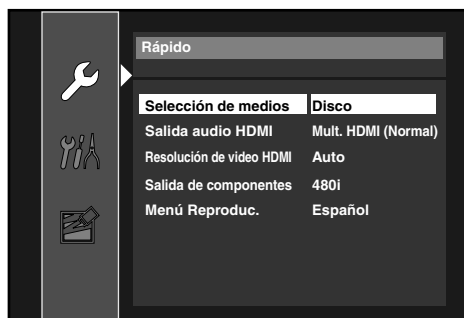 Rápido
Selección de medios Disco
Salida audio HDMI Mult. HDMI (Normal)
Resolución de video HDMI Auto
Salida de componentes 480i
Menú Reproduc. Español